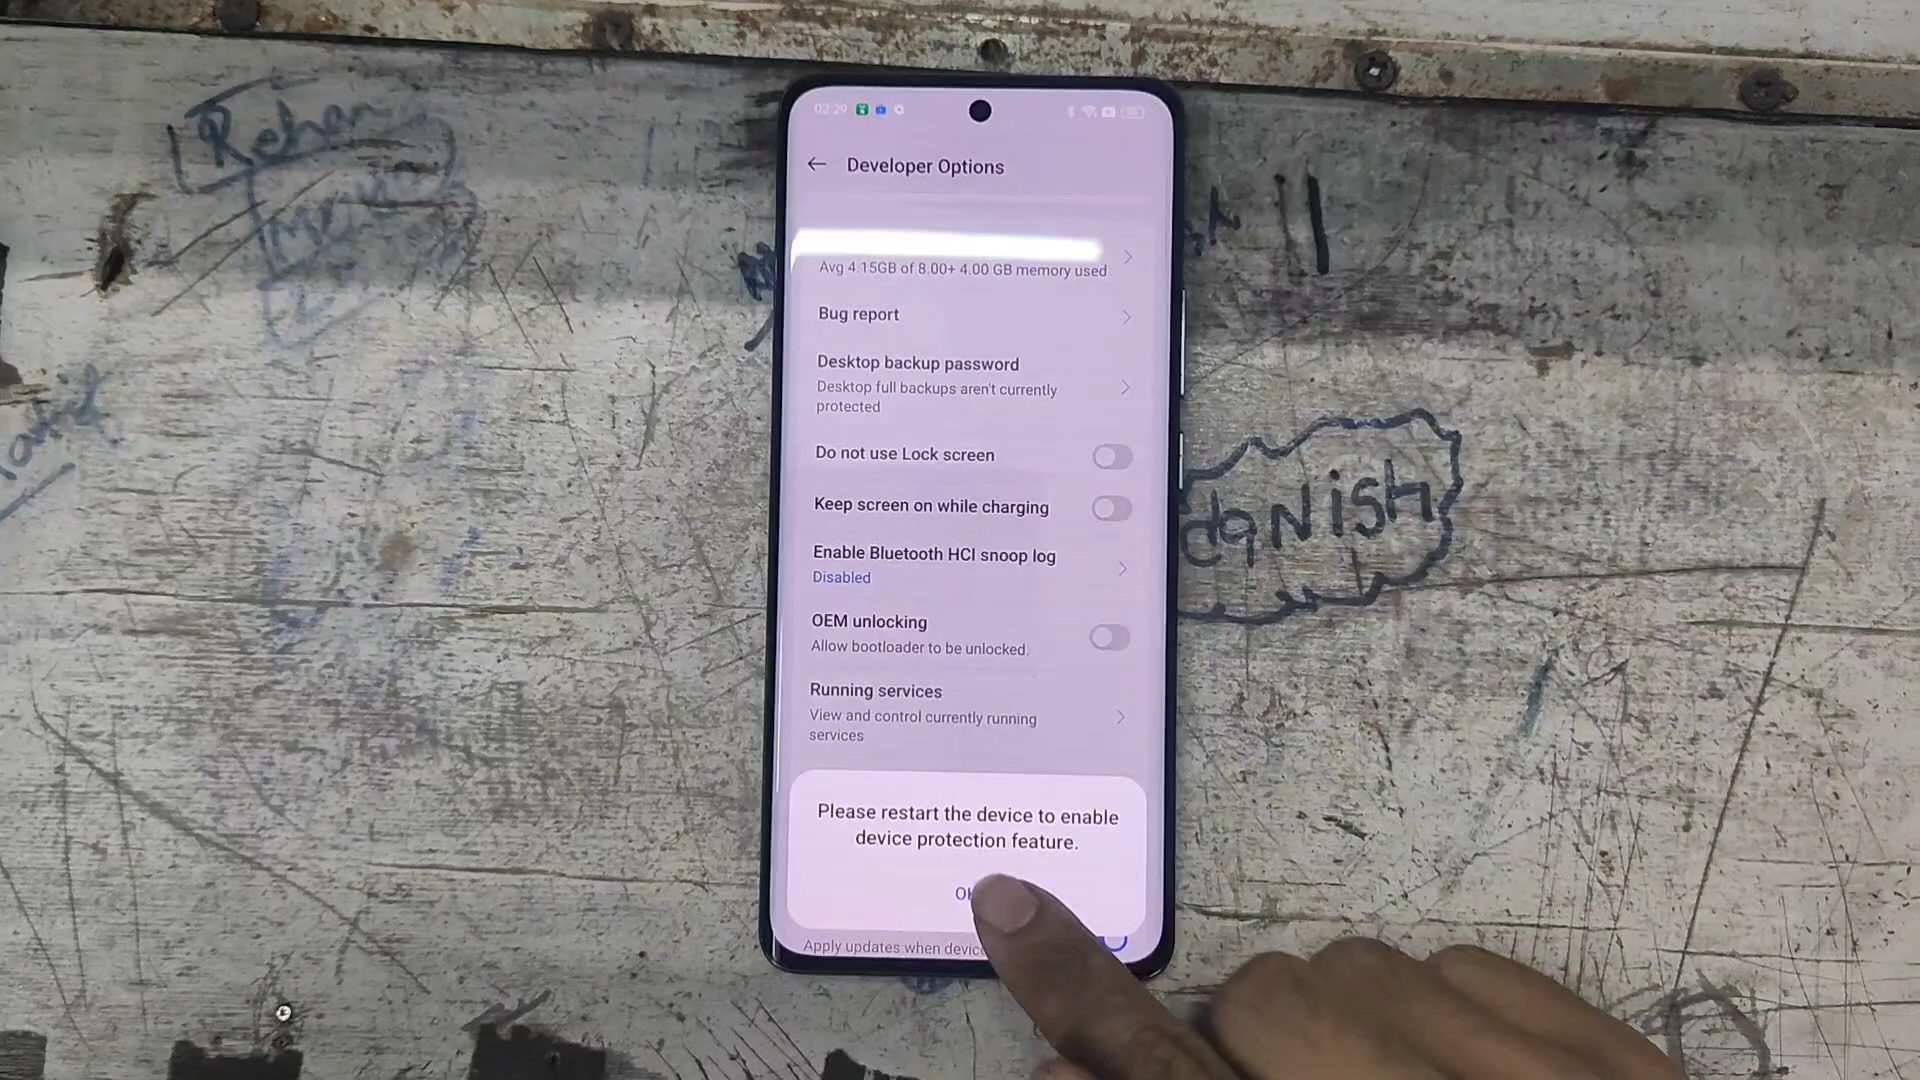 02:29
Developer Options
Avg 4.15GB of 8.00+ 4.00 GB memory used
Bug report
Desktop backup password
Desktop full backups aren't currently
protected
Do not use Lock screen
Keep screen on while charging
Enable Bluetooth HCI snoop log
Disabled
OEM unlocking
Allow bootloader to be unlocked.
Running services
View and control currently running
services
Please restart the device to enable
device protection feature.
Apply updates when device
Rehan
daNisH